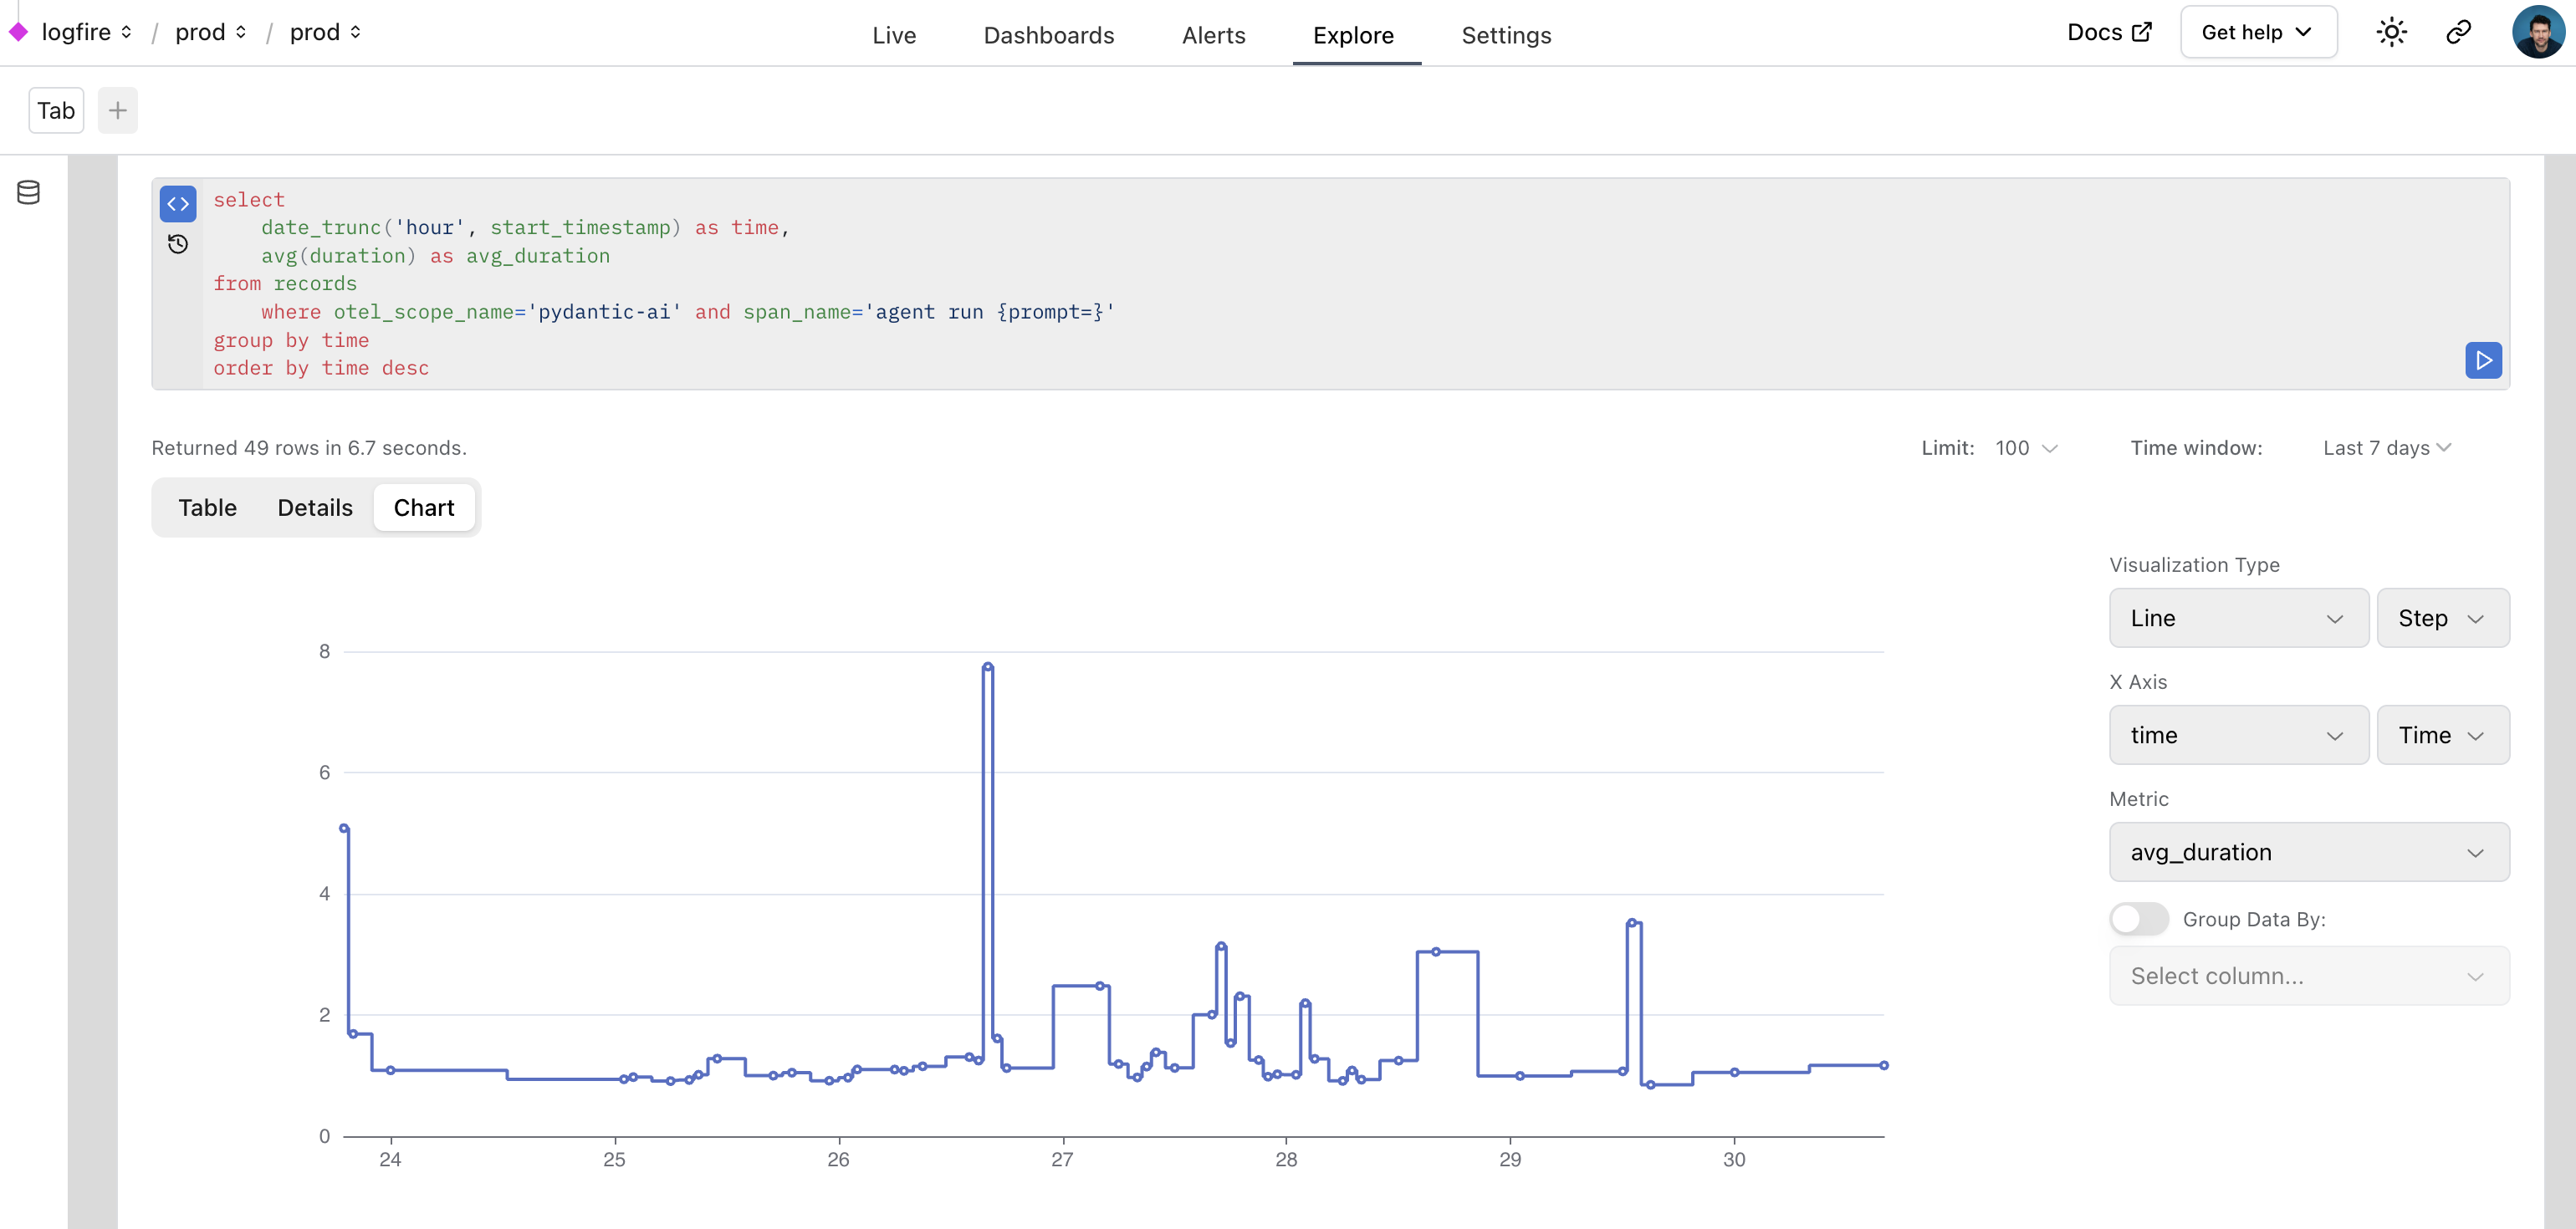 logfire / prod / prod Live Dashboards Alerts Explore Settings Docs Get help
Tab +
select
    date_trunc('hour', start_timestamp) as time,
    avg(duration) as avg_duration
from records
    where otel_scope_name='pydantic-ai' and span_name='agent run {prompt=}'
group by time
order by time desc
Returned 49 rows in 6.7 seconds. Limit: 100 Time window: Last 7 days
Table Details Chart
Visualization Type
Line Step
X Axis
time Time
Metric
avg_duration
Group Data By:
Select column...
8
6
4
2
0
24 25 26 27 28 29 30